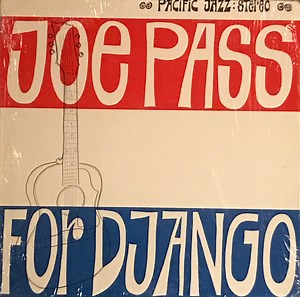 PACIFIC JAZZ: Stereo
JOE PASS
FOr DJANGO